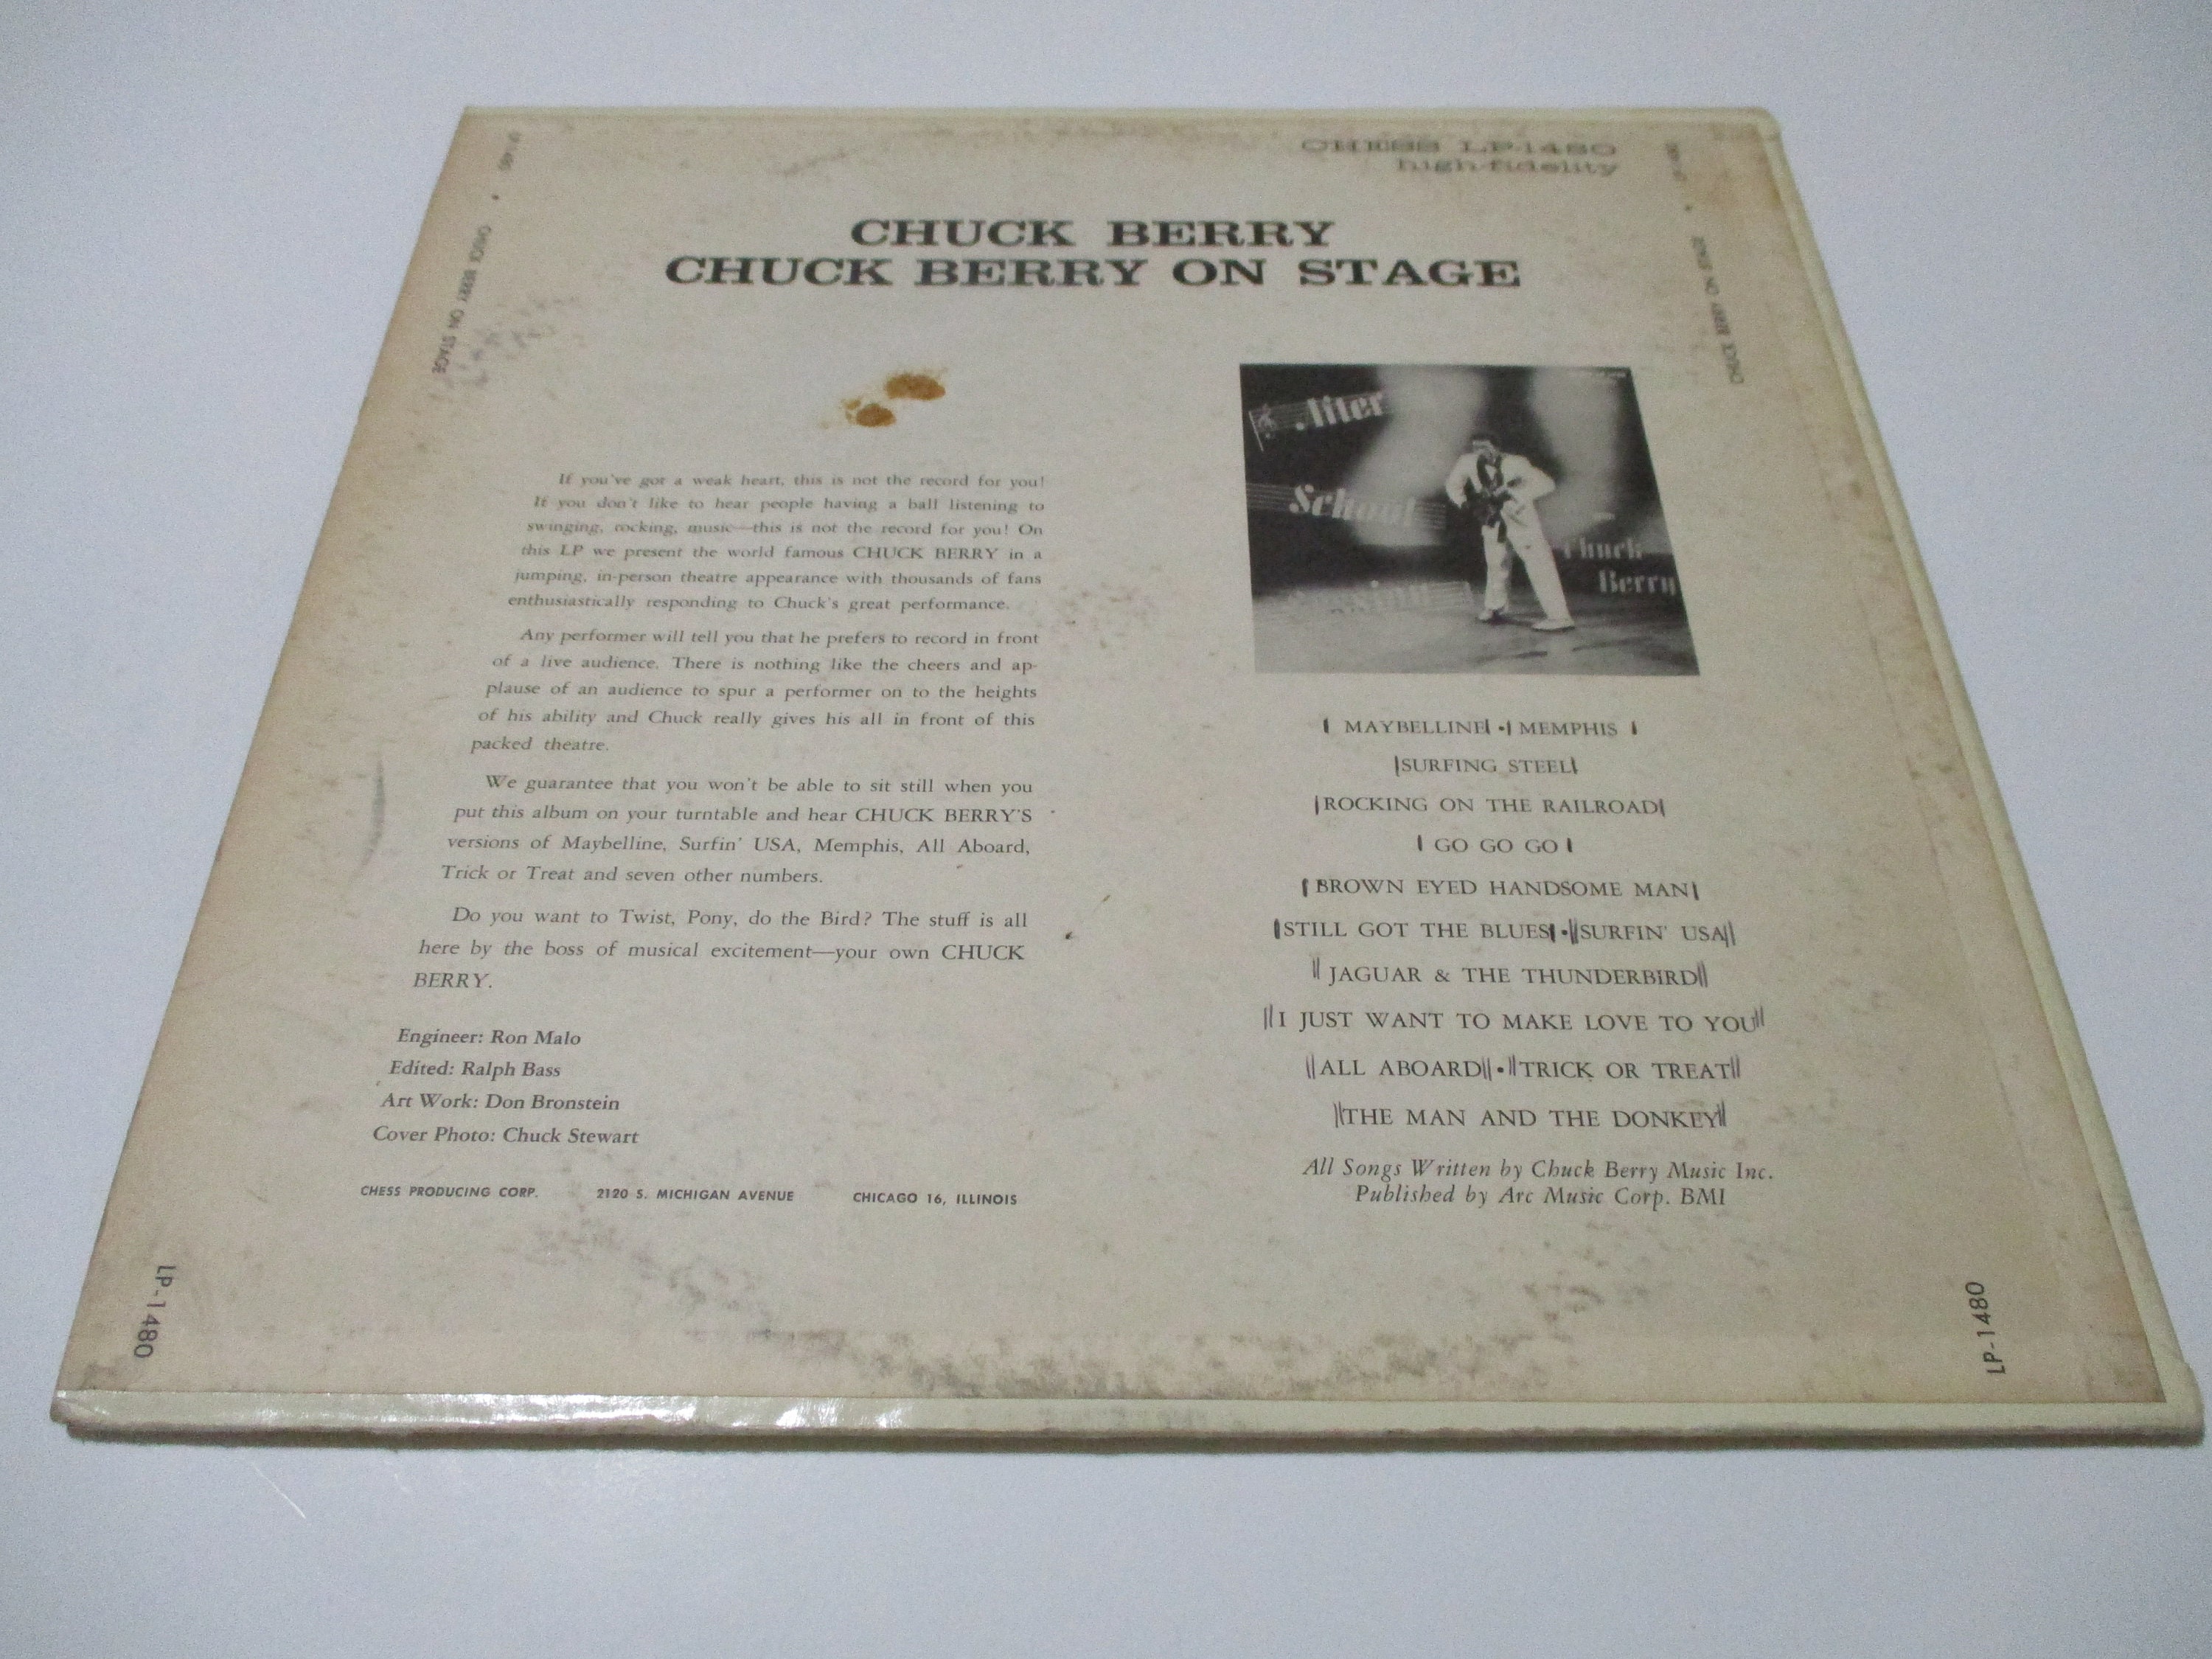 CHESS LP-1480
high-fidelity
CHUCK BERRY
CHUCK BERRY ON STAGE
LP-1480 • CHUCK BERRY ON STAGE
LP-1480 • CHUCK BERRY ON STAGE
If you've got a weak heart, this is not the record for you!
If you don't like to hear people having a ball listening to
swinging, rocking, music—this is not the record for you! On
this LP we present the world famous CHUCK BERRY in a
jumping, in-person theatre appearance with thousands of fans
enthusiastically responding to Chuck's great performance.
Any performer will tell you that he prefers to record in front
of a live audience. There is nothing like the cheers and ap-
plause of an audience to spur a performer on to the heights
of his ability and Chuck really gives his all in front of this
packed theatre.
We guarantee that you won't be able to sit still when you
put this album on your turntable and hear CHUCK BERRY'S
versions of Maybelline, Surfin' USA, Memphis, All Aboard,
Trick or Treat and seven other numbers.
Do you want to Twist, Pony, do the Bird? The stuff is all
here by the boss of musical excitement—your own CHUCK
BERRY.
Engineer: Ron Malo
Edited: Ralph Bass
Art Work: Don Bronstein
Cover Photo: Chuck Stewart
CHESS PRODUCING CORP. 2120 S. MICHIGAN AVENUE CHICAGO 16, ILLINOIS
School
Chuck
Berry
MAYBELLINE • MEMPHIS
SURFING STEEL
ROCKING ON THE RAILROAD
GO GO GO
BROWN EYED HANDSOME MAN
STILL GOT THE BLUES • SURFIN' USA
JAGUAR & THE THUNDERBIRD
I JUST WANT TO MAKE LOVE TO YOU
ALL ABOARD • TRICK OR TREAT
THE MAN AND THE DONKEY
All Songs Written by Chuck Berry Music Inc.
Published by Arc Music Corp. BMI
LP-1480
LP-1480